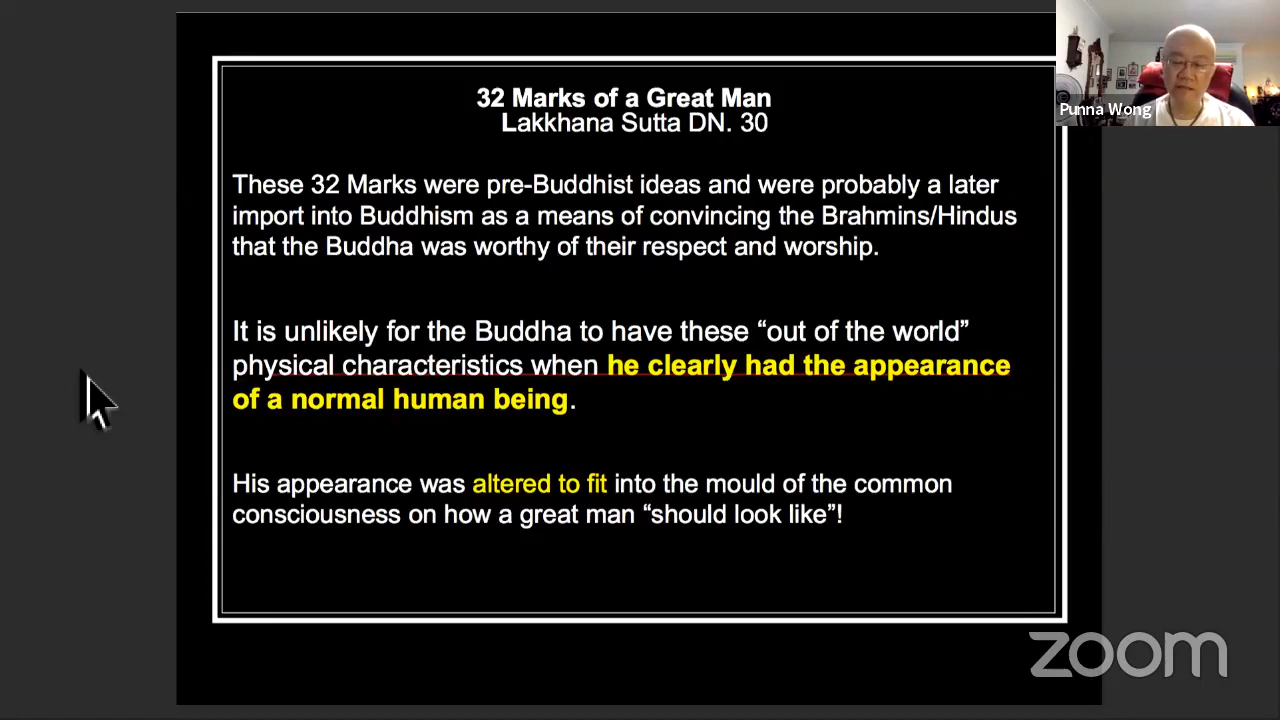 32 Marks of a Great Man
Lakkhana Sutta DN. 30
These 32 Marks were pre-Buddhist ideas and were probably a later
import into Buddhism as a means of convincing the Brahmins/Hindus
that the Buddha was worthy of their respect and worship.
It is unlikely for the Buddha to have these “out of the world”
physical characteristics when he clearly had the appearance
of a normal human being.
His appearance was altered to fit into the mould of the common
consciousness on how a great man “should look like”!
Punna Wong
zoom